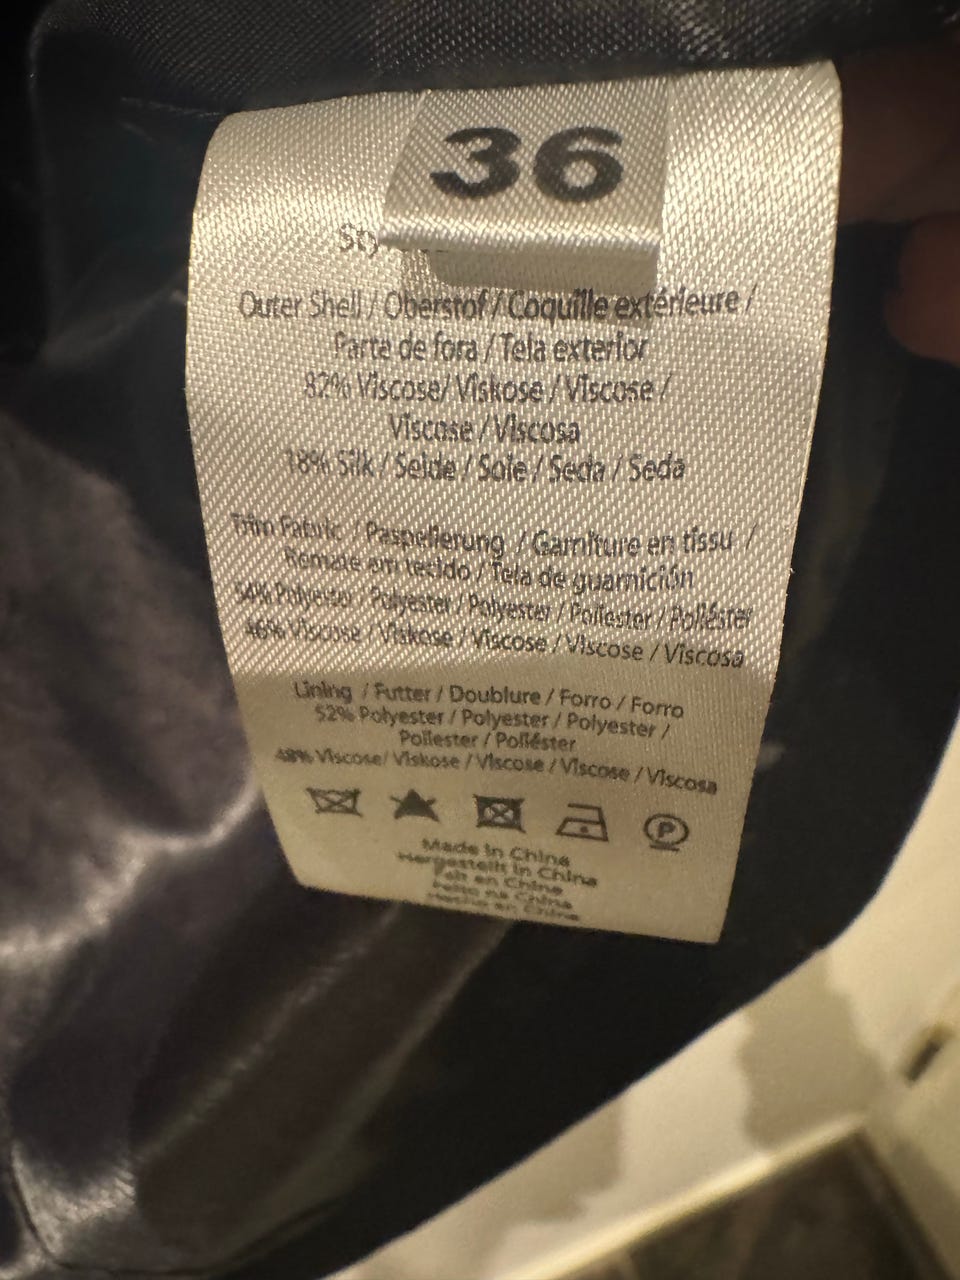 36
Outer Shell / Oberstof / Coquille extérieure /
Parte de fora / Tela exterior
82% Viscose/ Viskose / Viscose /
Viscose / Viscosa
18% Silk / Seide / Soie / Seda / Seda
Trim Fabric / Paspelierung / Garniture en tissu /
Remate em tecido / Tela de guarnición
54% Polyester / Polyester / Polyester / Poliester / Poliéster
46% Viscose / Viskose / Viscose / Viscose / Viscosa
Lining / Futter / Doublure / Forro / Forro
52% Polyester / Polyester / Polyester /
Poliester / Poliéster
48% Viscose/ Viskose / Viscose / Viscose / Viscosa
P
Made in China
Hergestellt in China
Fait en Chine
Feito na China
Hecho en China